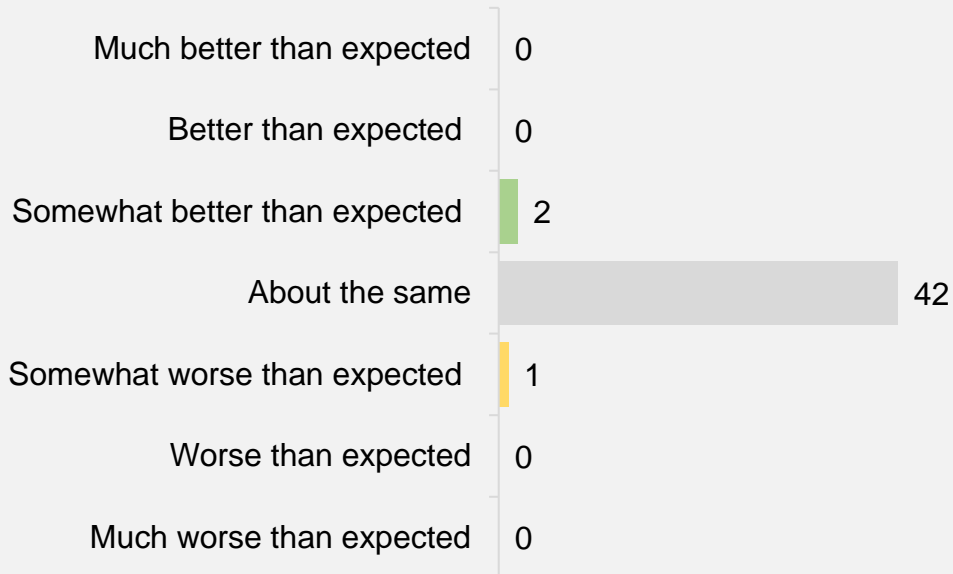 Much better than expected 0
Better than expected 0
Somewhat better than expected 2
About the same 42
Somewhat worse than expected 1
Worse than expected 0
Much worse than expected 0